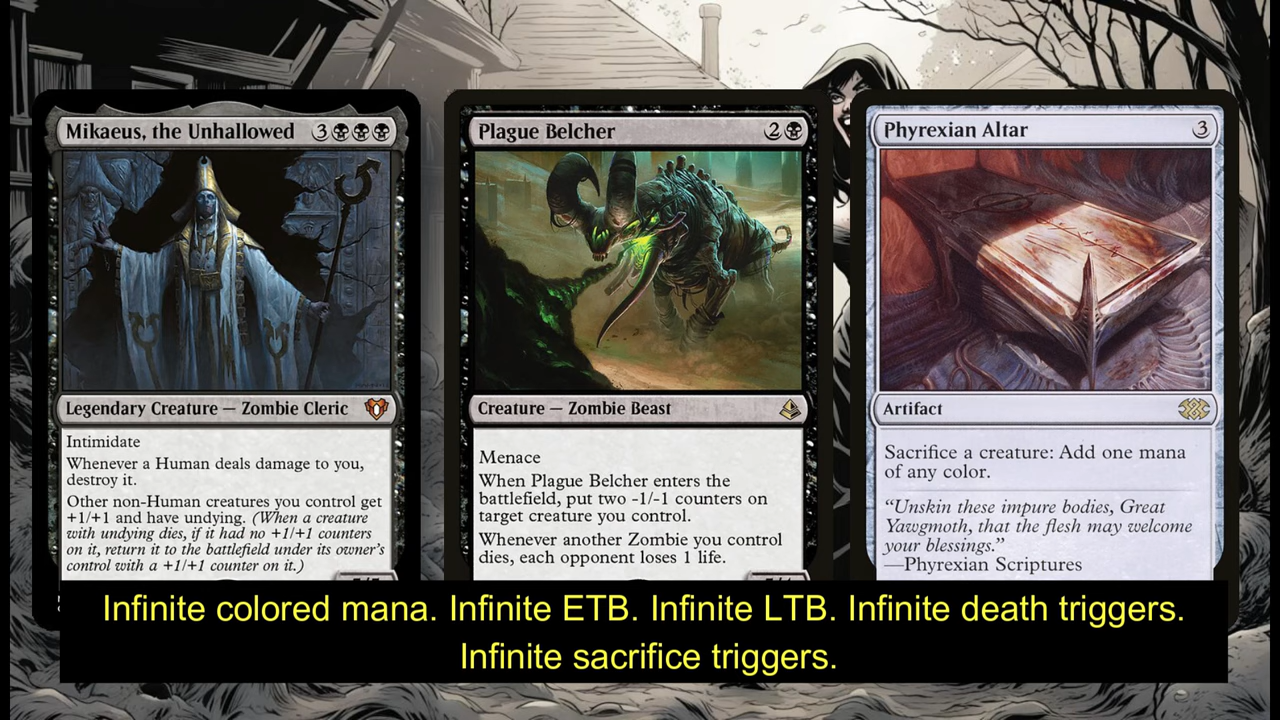 Mikaeus, the Unhallowed 3
Legendary Creature — Zombie Cleric
Intimidate
Whenever a Human deals damage to you,
destroy it.
Other non-Human creatures you control get
+1/+1 and have undying. (When a creature
with undying dies, if it had no +1/+1 counters
on it, return it to the battlefield under its owner's
control with a +1/+1 counter on it.)
Plague Belcher 2
Creature — Zombie Beast
Menace
When Plague Belcher enters the
battlefield, put two -1/-1 counters on
target creature you control.
Whenever another Zombie you control
dies, each opponent loses 1 life.
Phyrexian Altar 3
Artifact
Sacrifice a creature: Add one mana
of any color.
“Unskin these impure bodies, Great
Yawgmoth, that the flesh may welcome
your blessings.”
—Phyrexian Scriptures
Infinite colored mana. Infinite ETB. Infinite LTB. Infinite death triggers.
Infinite sacrifice triggers.